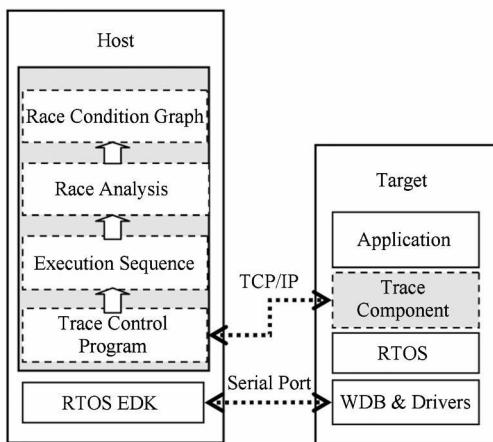 Host
Race Condition Graph
Race Analysis
Execution Sequence
Trace Control
Program
RTOS EDK
TCP/IP
Serial Port
Target
Application
Trace
Component
RTOS
WDB & Drivers